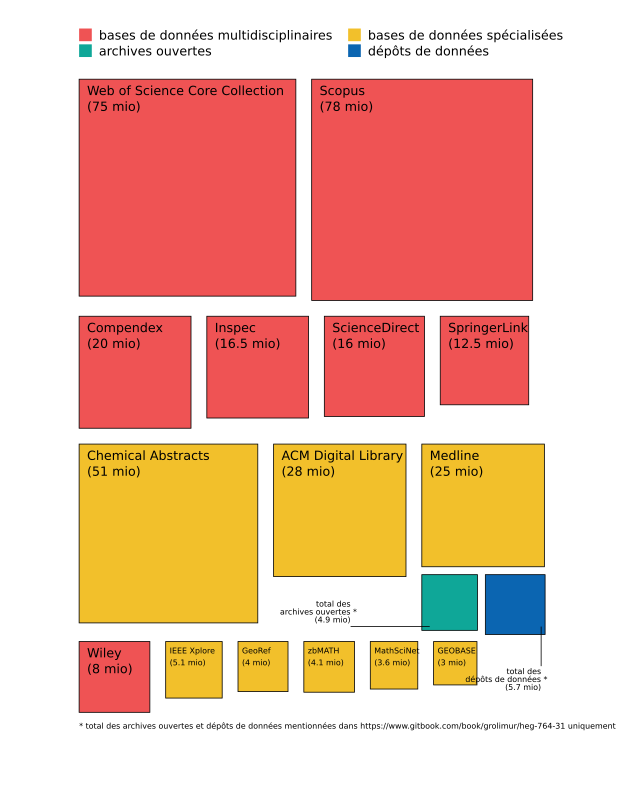 bases de données multidisciplinaires
bases de données spécialisées
archives ouvertes
dépôts de données
Web of Science Core Collection
(75 mio)
Scopus
(78 mio)
Compendex
(20 mio)
Inspec
(16.5 mio)
ScienceDirect
(16 mio)
SpringerLink
(12.5 mio)
Chemical Abstracts
(51 mio)
ACM Digital Library
(28 mio)
Medline
(25 mio)
total des
archives ouvertes *
(4.9 mio)
Wiley
(8 mio)
IEEE Xplore
(5.1 mio)
GeoRef
(4 mio)
zbMATH
(4.1 mio)
MathSciNet
(3.6 mio)
GEOBASE
(3 mio)
total des
dépôts de données *
(5.7 mio)
* total des archives ouvertes et dépôts de données mentionnées dans https://www.gitbook.com/book/grolimur/heg-764-31 uniquement